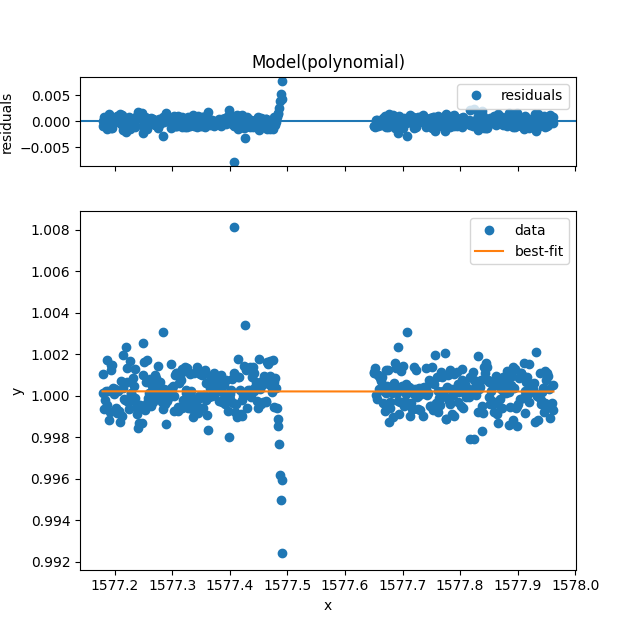 Model(polynomial)
residuals
0.005
0.000
−0.005
residuals
1.008
1.006
1.004
1.002
1.000
0.998
0.996
0.994
0.992
y
data
best-fit
1577.2 1577.3 1577.4 1577.5 1577.6 1577.7 1577.8 1577.9 1578.0
x